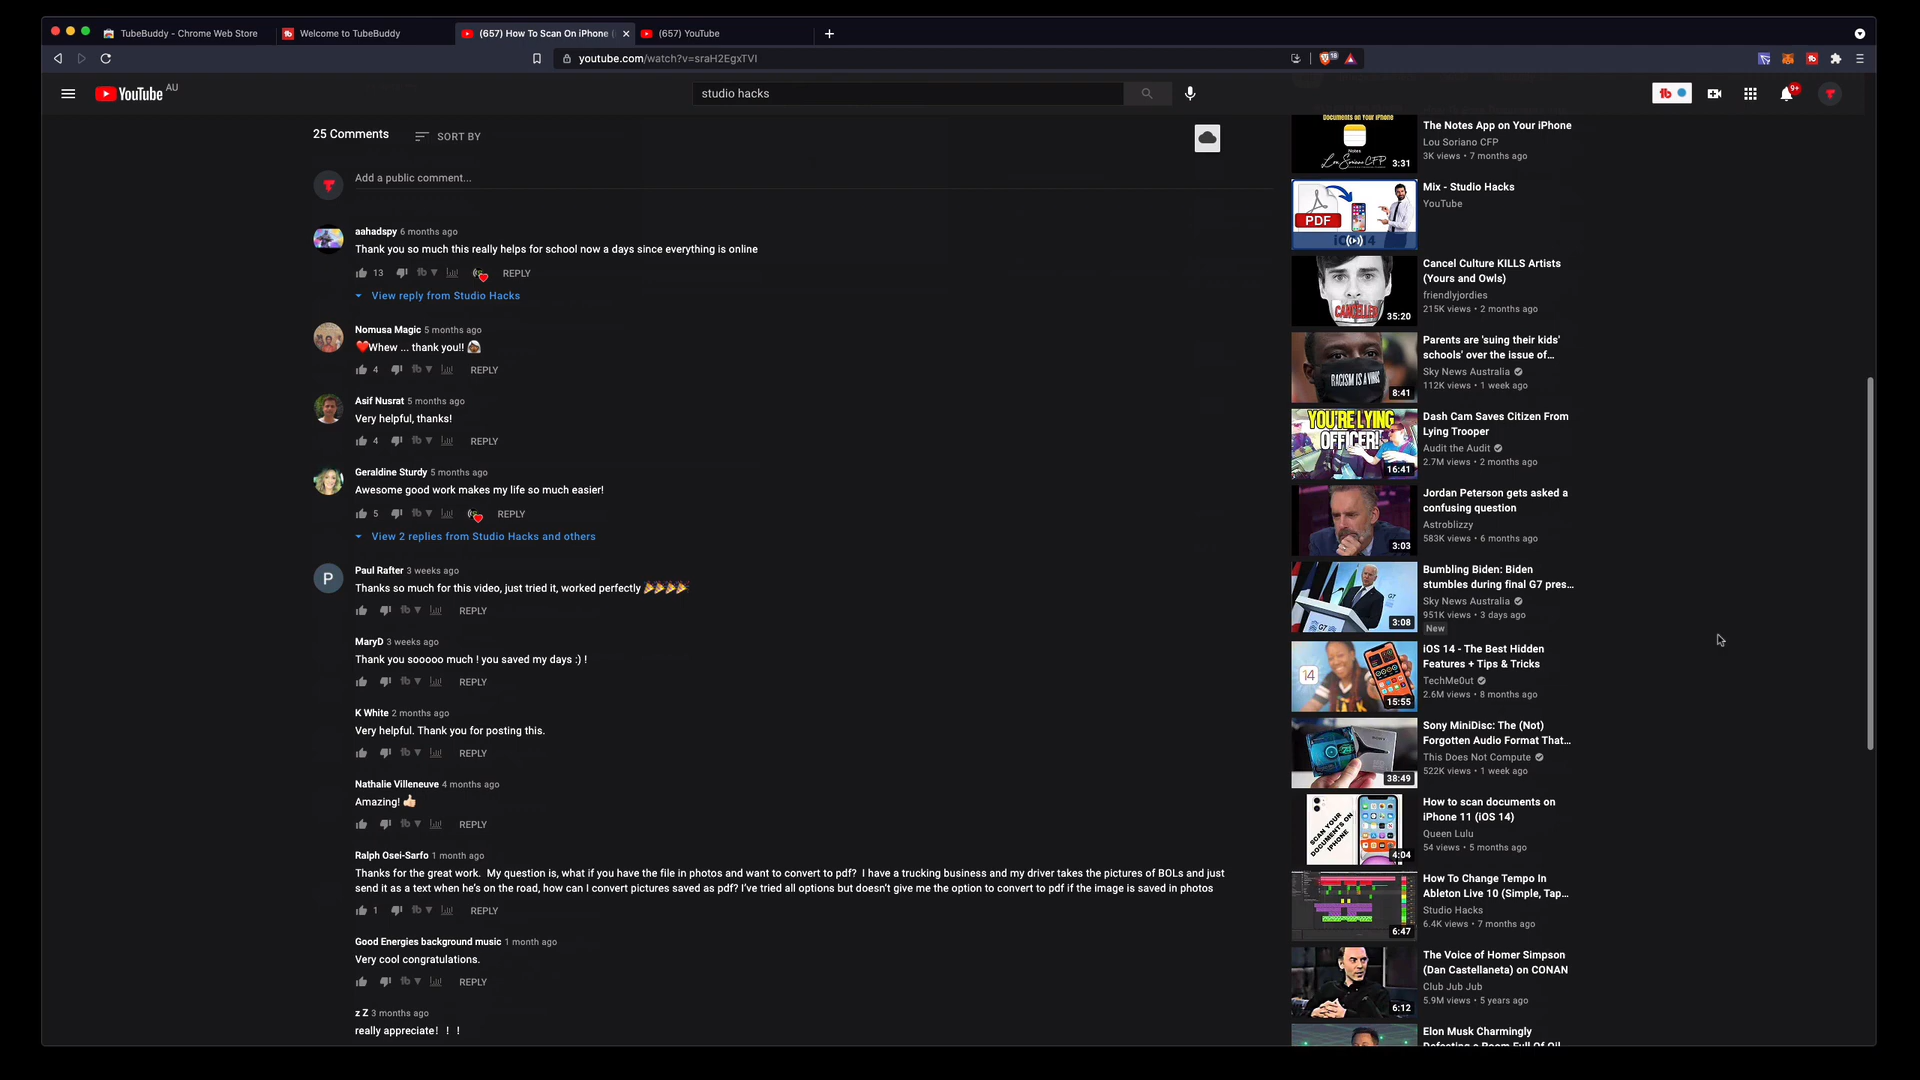 TubeBuddy - Chrome Web Store
Welcome to TubeBuddy
(657) How To Scan On iPhone
(657) YouTube
youtube.com/watch?v=sraH2EgxTVI
18
YouTube AU
studio hacks
tb
9+
25 Comments
SORT BY
Add a public comment...
aahadspy 6 months ago
Thank you so much this really helps for school now a days since everything is online
13
REPLY
View reply from Studio Hacks
Nomusa Magic 5 months ago
❤️Whew ... thank you!!
4
REPLY
Asif Nusrat 5 months ago
Very helpful, thanks!
4
REPLY
Geraldine Sturdy 5 months ago
Awesome good work makes my life so much easier!
5
REPLY
View 2 replies from Studio Hacks and others
P
Paul Rafter 3 weeks ago
Thanks so much for this video, just tried it, worked perfectly 🎉🎉🎉🎉
REPLY
MaryD 3 weeks ago
Thank you sooooo much ! you saved my days :) !
REPLY
K White 2 months ago
Very helpful. Thank you for posting this.
REPLY
Nathalie Villeneuve 4 months ago
Amazing! 👍🏻
REPLY
Ralph Osei-Sarfo 1 month ago
Thanks for the great work. My question is, what if you have the file in photos and want to convert to pdf? I have a trucking business and my driver takes the pictures of BOLs and just
send it as a text when he's on the road, how can I convert pictures saved as pdf? I've tried all options but doesn't give me the option to convert to pdf if the image is saved in photos
1
REPLY
Good Energies background music 1 month ago
Very cool congratulations.
REPLY
z Z 3 months ago
really appreciate！！！
Documents on Your iPhone
Notes
Lou Soriano CFP
3:31
The Notes App on Your iPhone
Lou Soriano CFP
3K views • 7 months ago
PDF
Mix - Studio Hacks
YouTube
CANCELLED
35:20
Cancel Culture KILLS Artists
(Yours and Owls)
friendlyjordies
215K views • 2 months ago
RACISM IS A VIRUS
8:41
Parents are 'suing their kids'
schools' over the issue of...
Sky News Australia
112K views • 1 week ago
YOU'RE LYING
OFFICER!
16:41
Dash Cam Saves Citizen From
Lying Trooper
Audit the Audit
2.7M views • 2 months ago
3:03
Jordan Peterson gets asked a
confusing question
Astroblizzy
583K views • 6 months ago
G7
3:08
Bumbling Biden: Biden
stumbles during final G7 pres...
Sky News Australia
951K views • 3 days ago
New
14
15:55
iOS 14 - The Best Hidden
Features + Tips & Tricks
TechMe0ut
2.6M views • 8 months ago
38:49
Sony MiniDisc: The (Not)
Forgotten Audio Format That...
This Does Not Compute
522K views • 1 week ago
SCAN YOUR
DOCUMENTS ON
IPHONE
4:04
How to scan documents on
iPhone 11 (iOS 14)
Queen Lulu
54 views • 5 months ago
6:47
How To Change Tempo In
Ableton Live 10 (Simple, Tap...
Studio Hacks
6.4K views • 7 months ago
6:12
The Voice of Homer Simpson
(Dan Castellaneta) on CONAN
Club Jub Jub
5.9M views • 5 years ago
Elon Musk Charmingly